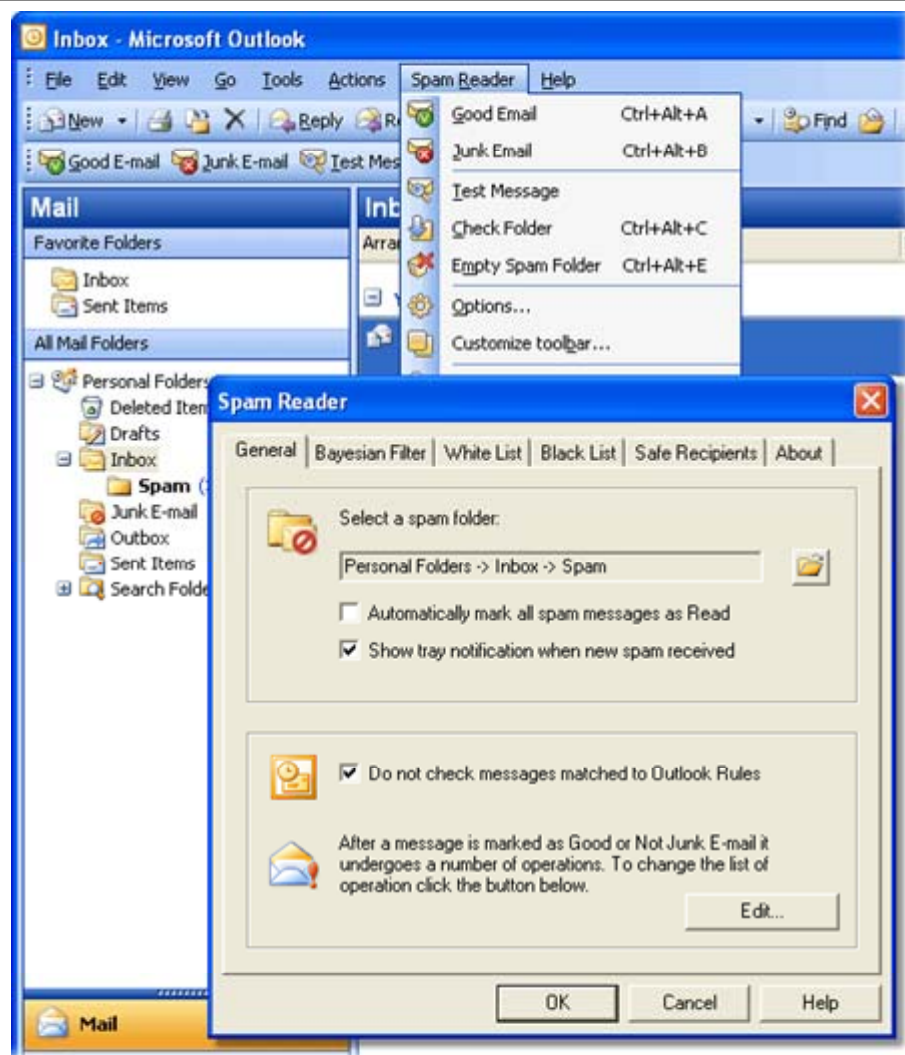 Inbox - Microsoft Outlook
File Edit View Go Tools Actions Spam Reader Help
New Reply Find
Good E-mail Junk E-mail
Good Email Ctrl+Alt+A
Junk Email Ctrl+Alt+B
Test Message
Check Folder Ctrl+Alt+C
Empty Spam Folder Ctrl+Alt+E
Options...
Customize toolbar...
Mail
Favorite Folders
Inbox
Sent Items
All Mail Folders
Personal Folders
Deleted Item
Drafts
Inbox
Spam
Junk E-mail
Outbox
Sent Items
Search Folde
Mail
Spam Reader
General Bayesian Filter White List Black List Safe Recipients About
Select a spam folder:
Personal Folders -> Inbox -> Spam
Automatically mark all spam messages as Read
Show tray notification when new spam received
Do not check messages matched to Outlook Rules
After a message is marked as Good or Not Junk E-mail it
undergoes a number of operations. To change the list of
operation click the button below.
Edit...
OK Cancel Help